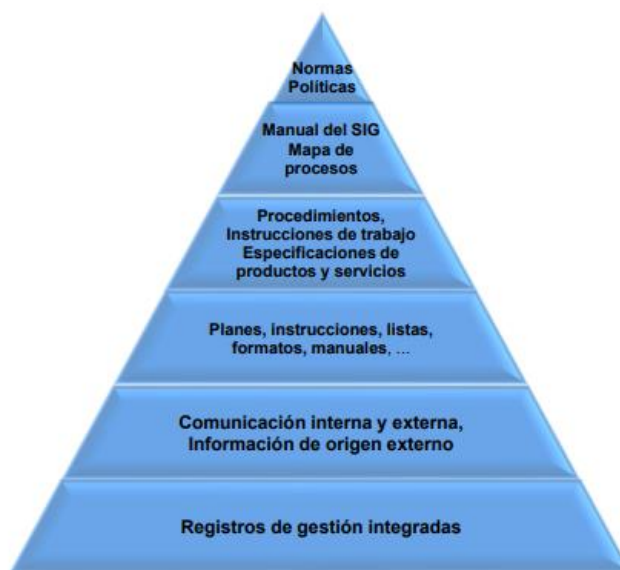 Normas
Políticas
Manual del SIG
Mapa de
procesos
Procedimientos,
Instrucciones de trabajo
Especificaciones de
productos y servicios
Planes, instrucciones, listas,
formatos, manuales, ...
Comunicación interna y externa,
Información de origen externo
Registros de gestión integradas